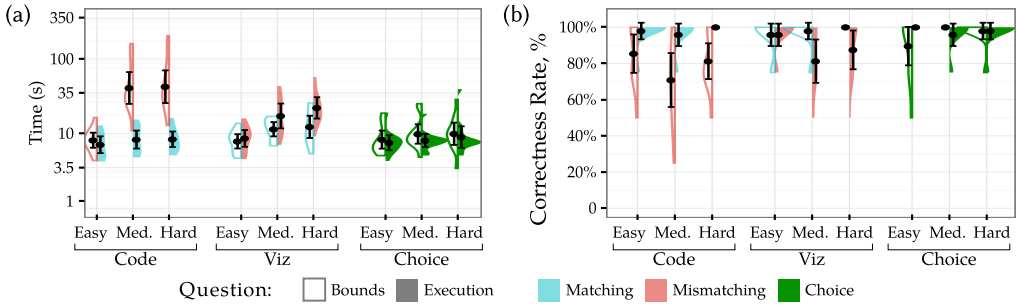 (a)
Time (s)
350
100
35
10
3.5
1
Easy Med. Hard Easy Med. Hard Easy Med. Hard
Code Viz Choice
(b)
Correctness Rate, %
100%
80%
60%
40%
20%
0
Easy Med. Hard Easy Med. Hard Easy Med. Hard
Code Viz Choice
Question: Bounds Execution Matching Mismatching Choice